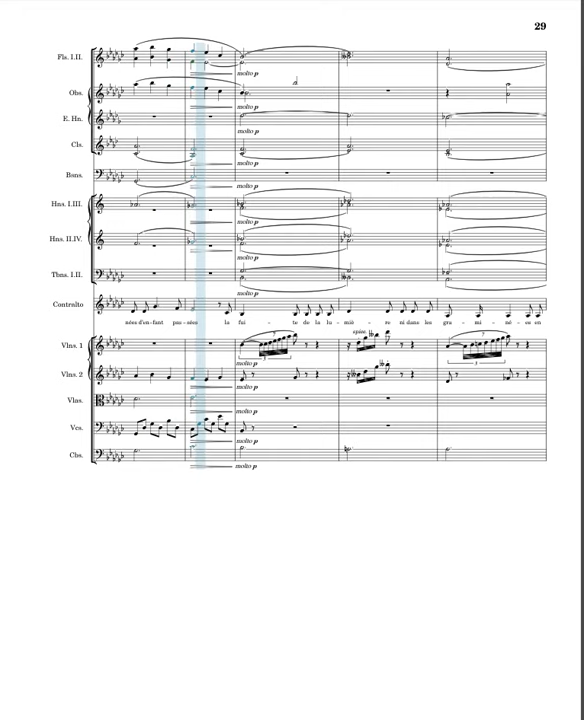 29
Fls. I.II.
molto p
Obs.
molto p
E. Hn.
molto p
Cls.
molto p
Bsns.
molto p
Hns. I.III.
molto p
Hns. II.IV.
molto p
Tbns. I.II.
molto p
Contralto
nées d'en-fant pas-sées la fui- te de la lu-miè- re ni dans les gra- mi- né-es en
Vlns. 1
molto p
Vlns. 2
molto p
Vlas.
molto p
Vcs.
molto p
Cbs.
molto p